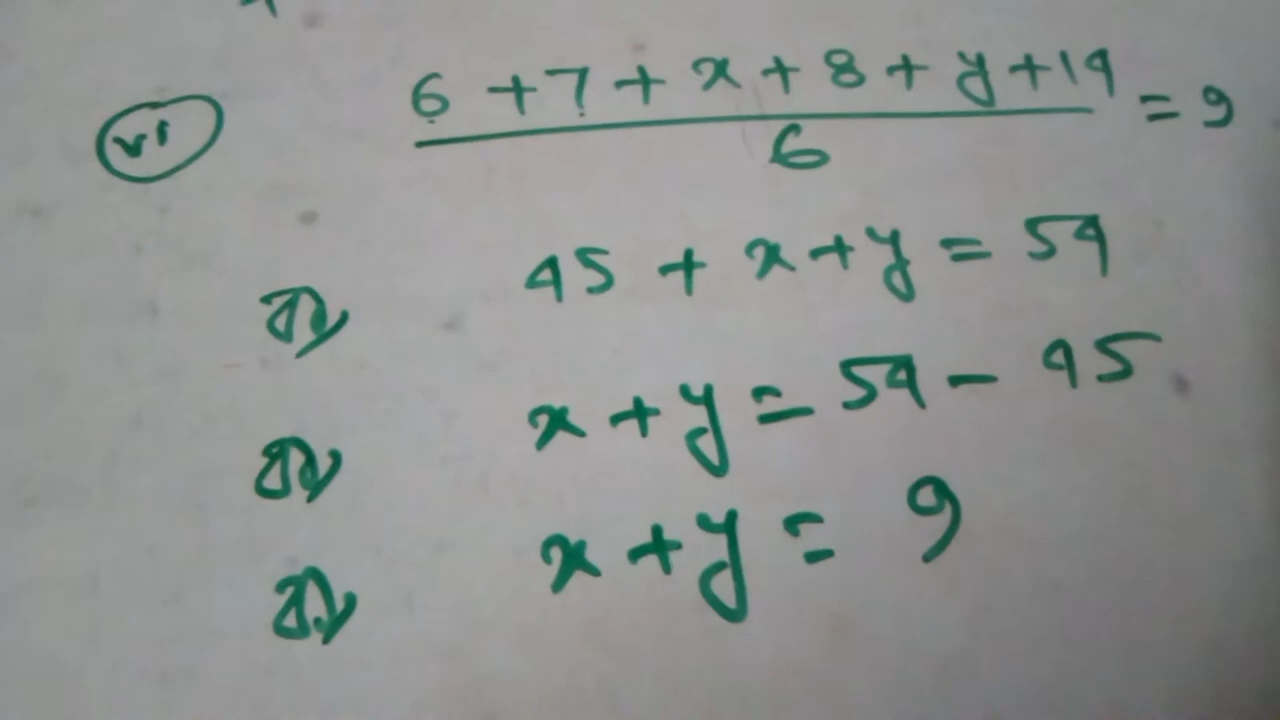 (vi) 6 + 7 + x + 8 + y + 14 / 6 = 9
বা, 45 + x + y = 54
বা, x + y = 54 - 45
বা, x + y = 9